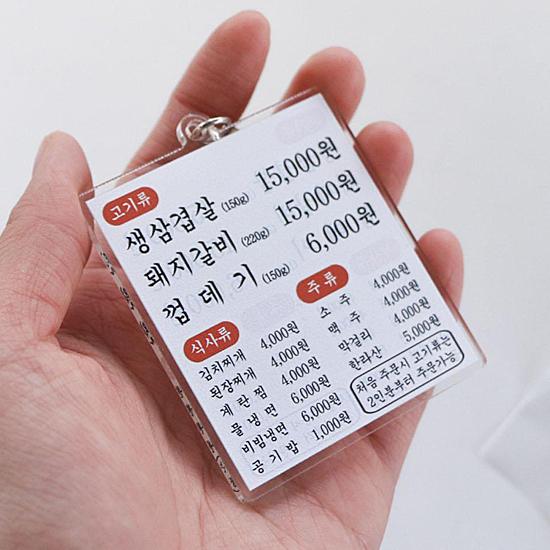 고기류
생삼겹살 (150g) 15,000원
돼지갈비 (220g) 15,000원
껍데기 (150g) 6,000원
식사류
김치찌개 4,000원
된장찌개 4,000원
계란찜 4,000원
물냉면 6,000원
비빔냉면 6,000원
공기밥 1,000원
주류
소주 4,000원
맥주 4,000원
막걸리 4,000원
한라산 5,000원
처음 주문시 고기류는
2인분부터 주문가능